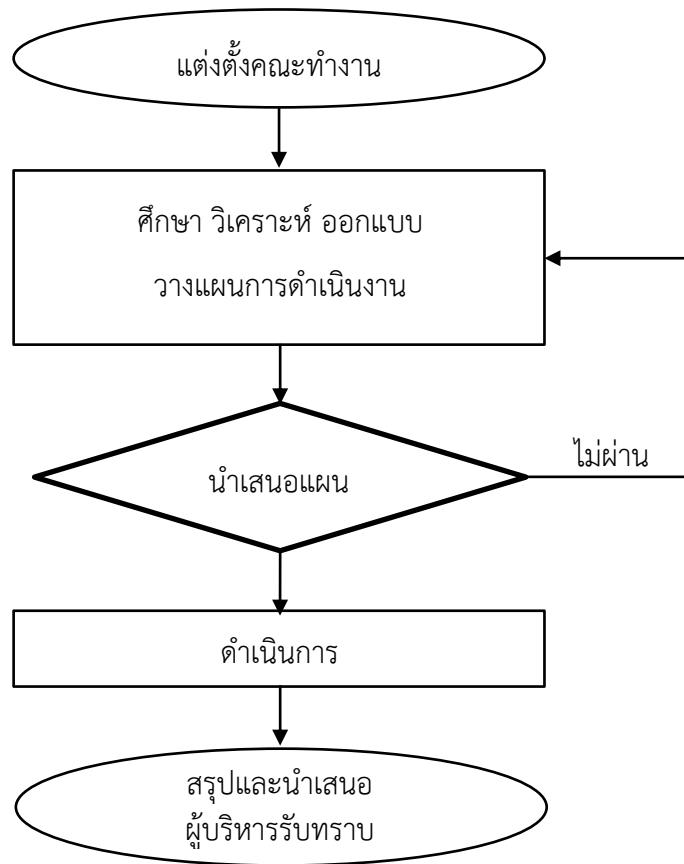 แต่งตั้งคณะทำงาน
ศึกษา วิเคราะห์ ออกแบบ
วางแผนการดำเนินงาน
นำเสนอแผน
ไม่ผ่าน
ดำเนินการ
สรุปและนำเสนอ
ผู้บริหารรับทราบ